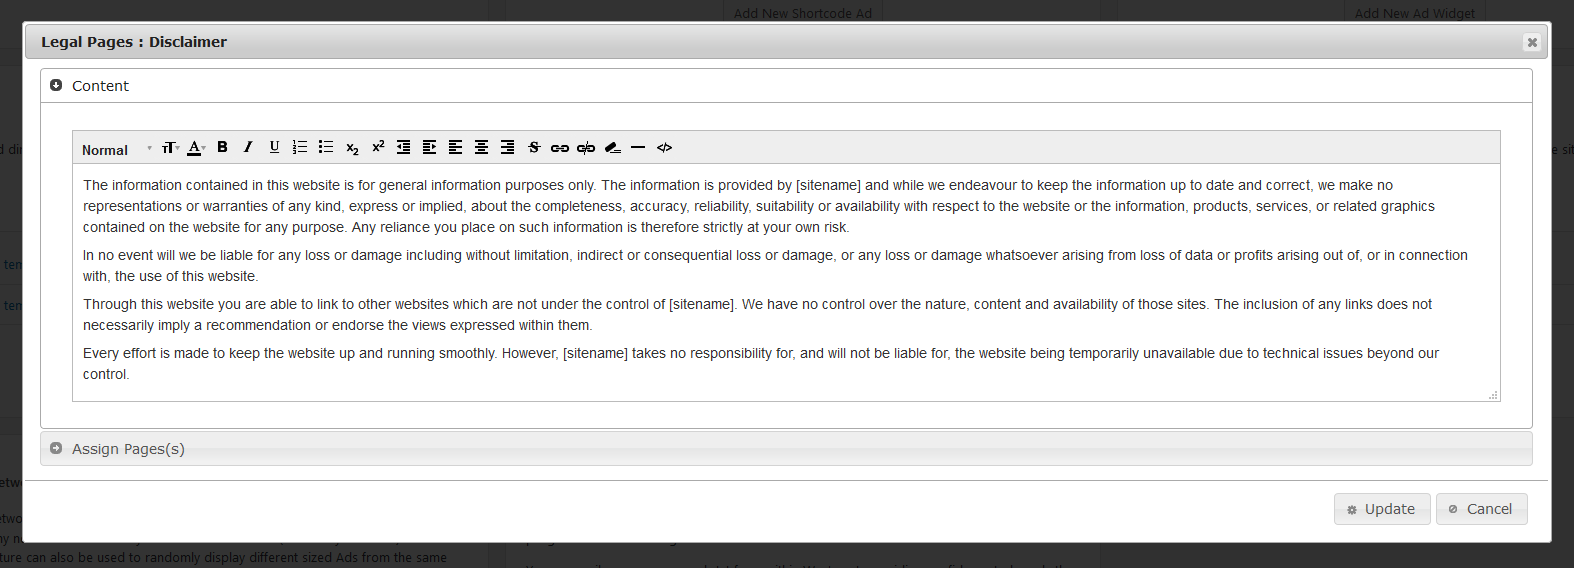 Add New Shortcode Ad
Add New Ad Widget
Legal Pages : Disclaimer
Content
Normal
The information contained in this website is for general information purposes only. The information is provided by [sitename] and while we endeavour to keep the information up to date and correct, we make no
representations or warranties of any kind, express or implied, about the completeness, accuracy, reliability, suitability or availability with respect to the website or the information, products, services, or related graphics
contained on the website for any purpose. Any reliance you place on such information is therefore strictly at your own risk.
In no event will we be liable for any loss or damage including without limitation, indirect or consequential loss or damage, or any loss or damage whatsoever arising from loss of data or profits arising out of, or in connection
with, the use of this website.
Through this website you are able to link to other websites which are not under the control of [sitename]. We have no control over the nature, content and availability of those sites. The inclusion of any links does not
necessarily imply a recommendation or endorse the views expressed within them.
Every effort is made to keep the website up and running smoothly. However, [sitename] takes no responsibility for, and will not be liable for, the website being temporarily unavailable due to technical issues beyond our
control.
Assign Pages(s)
Update
Cancel
ture can also be used to randomly display different sized Ads from the same